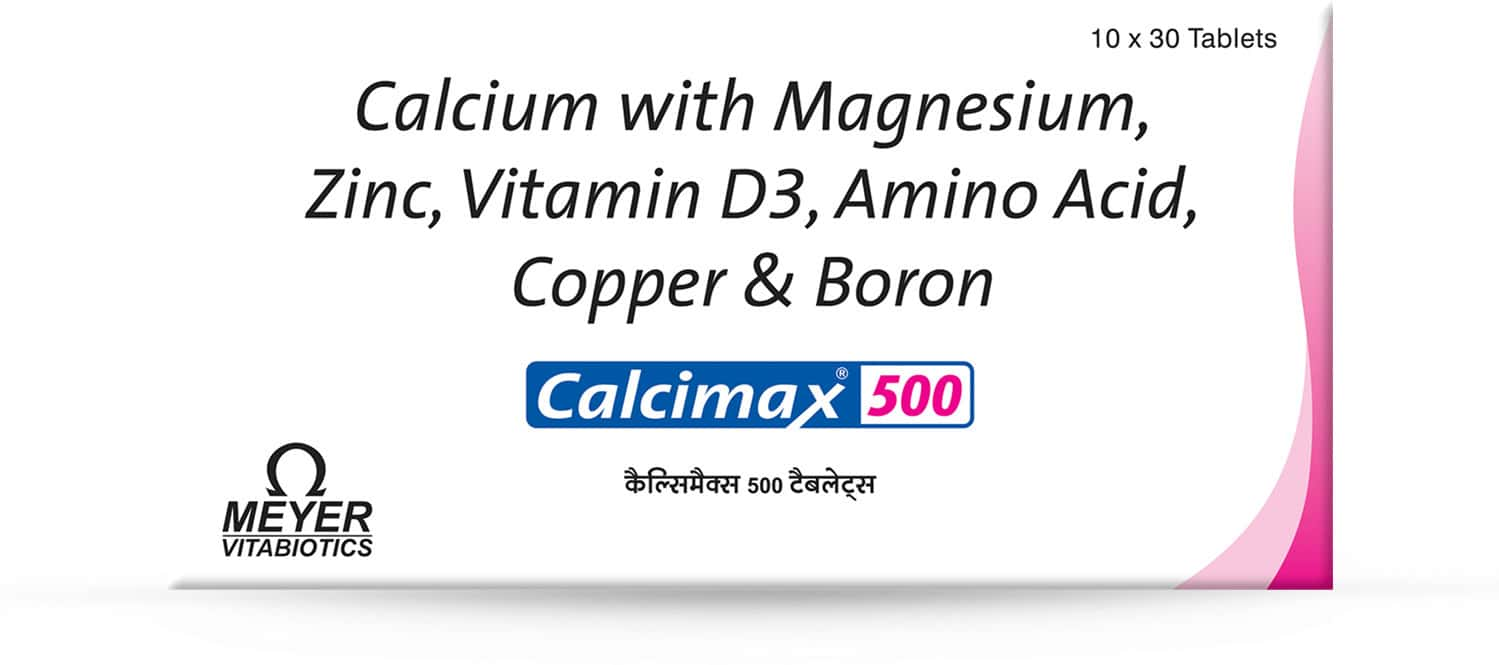 10 x 30 Tablets
Calcium with Magnesium,
Zinc, Vitamin D3, Amino Acid,
Copper & Boron
Calcimax® 500
कैल्सिमैक्स 500 टैबलेट्स
MEYER
VITABIOTICS